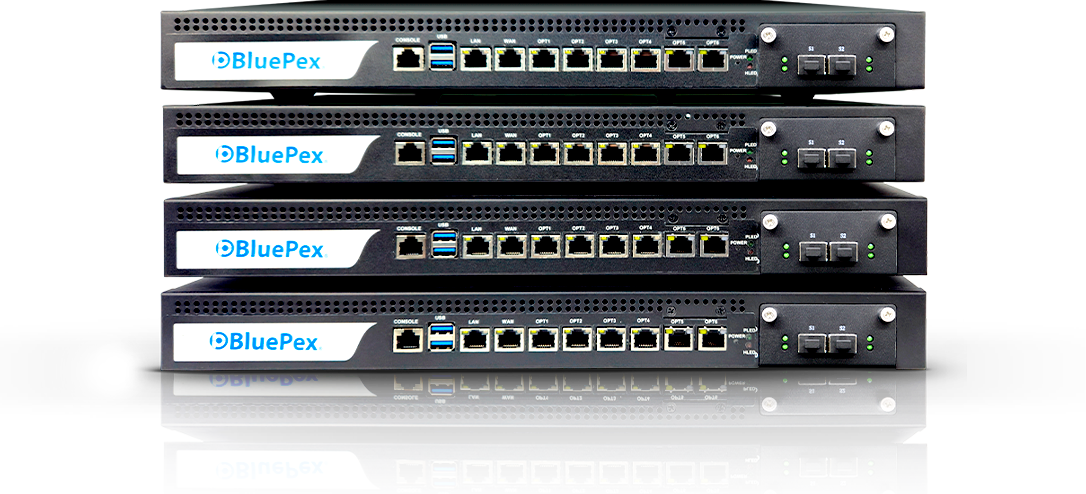 CONSOLE USB LAN WAN OPT1 OPT2 OPT3 OPT4 OPT5 OPT6 S1 S2
BluePex PLED
POWER
HLED
CONSOLE USB LAN WAN OPT1 OPT2 OPT3 OPT4 OPT5 OPT6 S1 S2
BluePex PLED
POWER
HLED
CONSOLE USB LAN WAN OPT1 OPT2 OPT3 OPT4 OPT5 OPT6 S1 S2
BluePex PLED
POWER
HLED
CONSOLE USB LAN WAN OPT1 OPT2 OPT3 OPT4 OPT5 OPT6 S1 S2
BluePex PLED
POWER
HLED